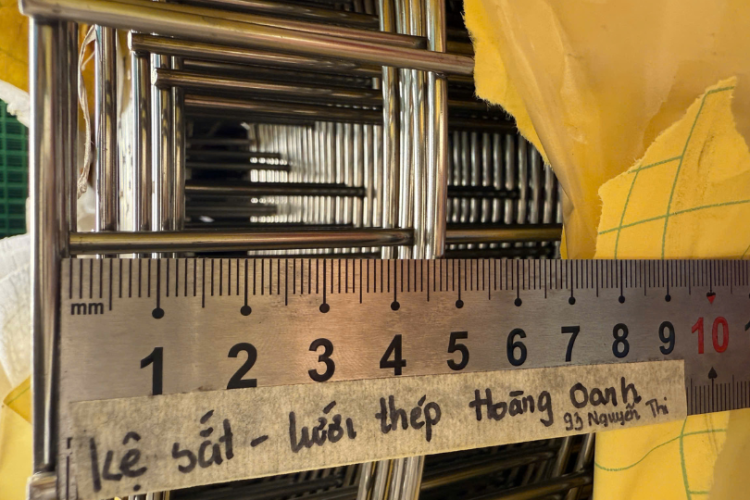 mm
1 2 3 4 5 6 7 8 9 10
Kệ sắt - lưới thép Hoàng Oanh
93 Nguyễn Thi